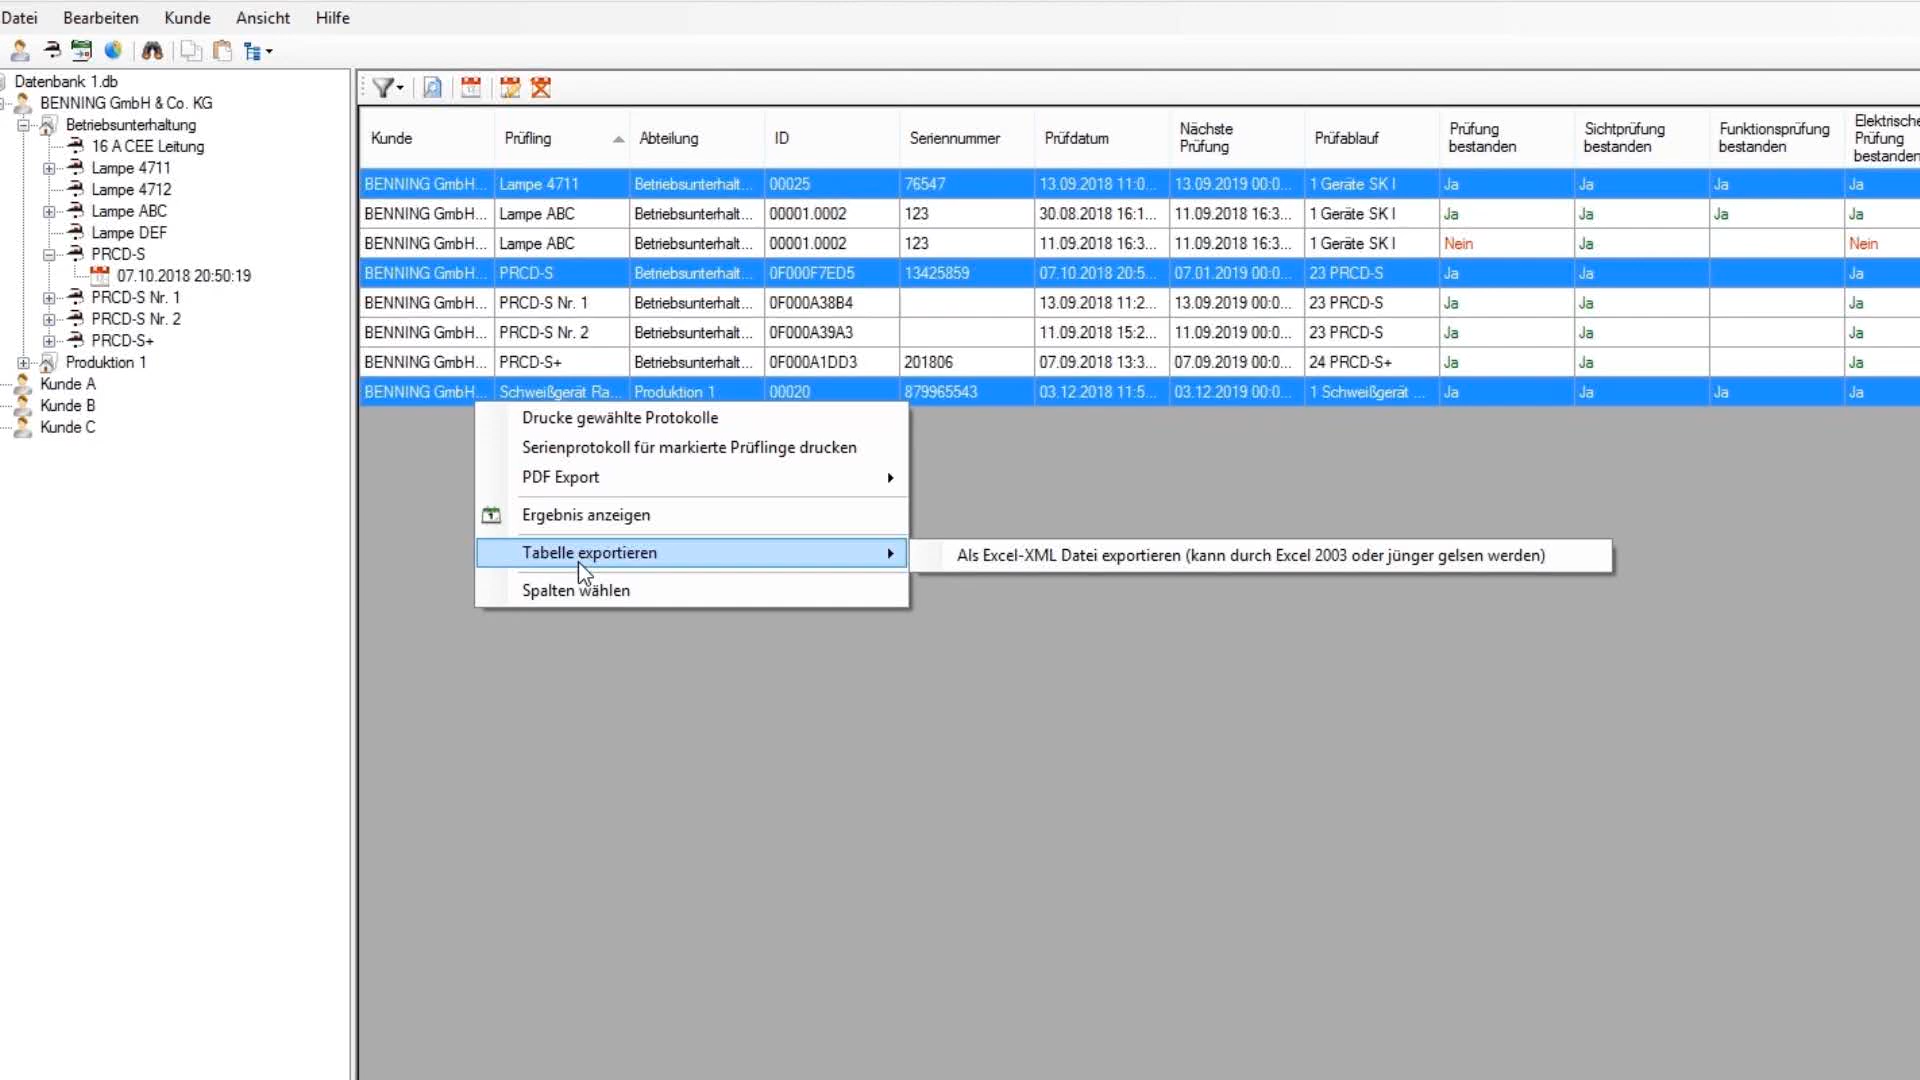 Datei Bearbeiten Kunde Ansicht Hilfe
Datenbank 1.db
BENNING GmbH & Co. KG
Betriebsunterhaltung
16 A CEE Leitung
Lampe 4711
Lampe 4712
Lampe ABC
Lampe DEF
PRCD-S
07.10.2018 20:50:19
PRCD-S Nr. 1
PRCD-S Nr. 2
PRCD-S+
Produktion 1
Kunde A
Kunde B
Kunde C
Kunde Prüfling Abteilung ID Seriennummer Prüfdatum Nächste Prüfung Prüfablauf Prüfung bestanden Sichtprüfung bestanden Funktionsprüfung bestanden Elektrische Prüfung bestanden
BENNING GmbH... Lampe 4711 Betriebsunterhalt... 00025 76547 13.09.2018 11:0... 13.09.2019 00:0... 1 Geräte SK I Ja Ja Ja Ja
BENNING GmbH... Lampe ABC Betriebsunterhalt... 00001.0002 123 30.08.2018 16:1... 11.09.2018 16:3... 1 Geräte SK I Ja Ja Ja Ja
BENNING GmbH... Lampe ABC Betriebsunterhalt... 00001.0002 123 11.09.2018 16:3... 11.09.2018 16:3... 1 Geräte SK I Nein Ja Nein
BENNING GmbH... PRCD-S Betriebsunterhalt... 0F000F7ED5 13425859 07.10.2018 20:5... 07.01.2019 00:0... 23 PRCD-S Ja Ja Ja
BENNING GmbH... PRCD-S Nr. 1 Betriebsunterhalt... 0F000A38B4 13.09.2018 11:2... 13.09.2019 00:0... 23 PRCD-S Ja Ja Ja
BENNING GmbH... PRCD-S Nr. 2 Betriebsunterhalt... 0F000A39A3 11.09.2018 15:2... 11.09.2019 00:0... 23 PRCD-S Ja Ja Ja
BENNING GmbH... PRCD-S+ Betriebsunterhalt... 0F000A1DD3 201806 07.09.2018 13:3... 07.09.2019 00:0... 24 PRCD-S+ Ja Ja Ja
BENNING GmbH... Schweißgerät Ra... Produktion 1 00020 879965543 03.12.2018 11:5... 03.12.2019 00:0... 1 Schweißgerät ... Ja Ja Ja Ja
Drucke gewählte Protokolle
Serienprotokoll für markierte Prüflinge drucken
PDF Export
Ergebnis anzeigen
Tabelle exportieren
Als Excel-XML Datei exportieren (kann durch Excel 2003 oder jünger gelsen werden)
Spalten wählen